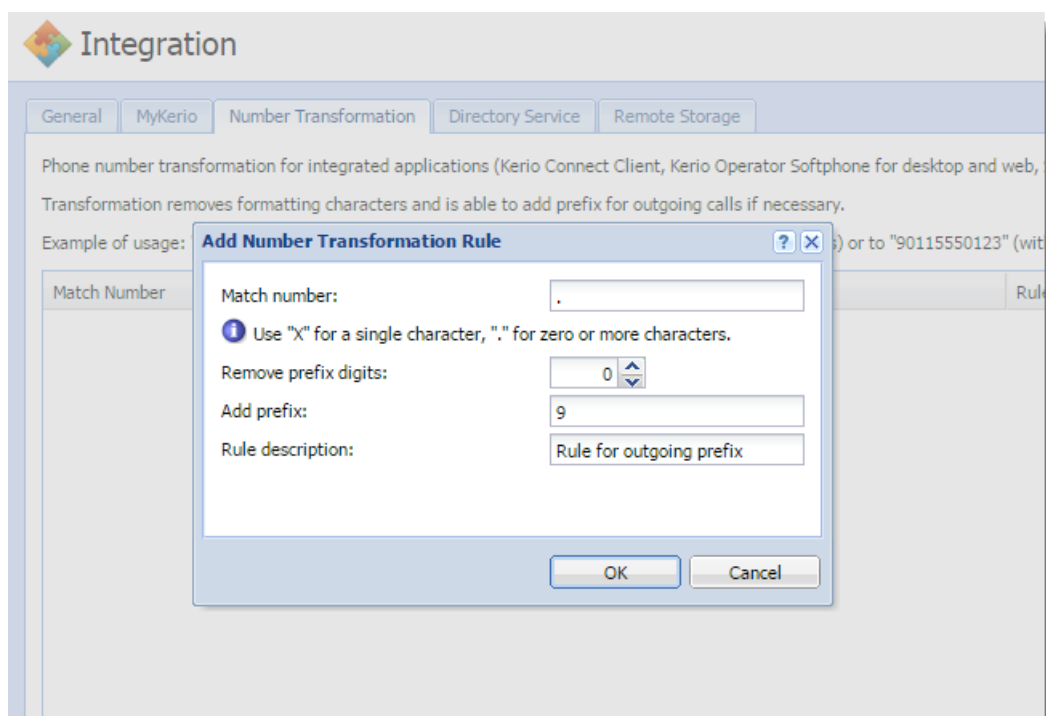 Integration
General MyKerio Number Transformation Directory Service Remote Storage
Phone number transformation for integrated applications (Kerio Connect Client, Kerio Operator Softphone for desktop and web,
Transformation removes formatting characters and is able to add prefix for outgoing calls if necessary.
Example of usage: ) or to "90115550123" (wit
Add Number Transformation Rule
Match Number Rule
Match number: .
Use "X" for a single character, "." for zero or more characters.
Remove prefix digits: 0
Add prefix: 9
Rule description: Rule for outgoing prefix
OK Cancel